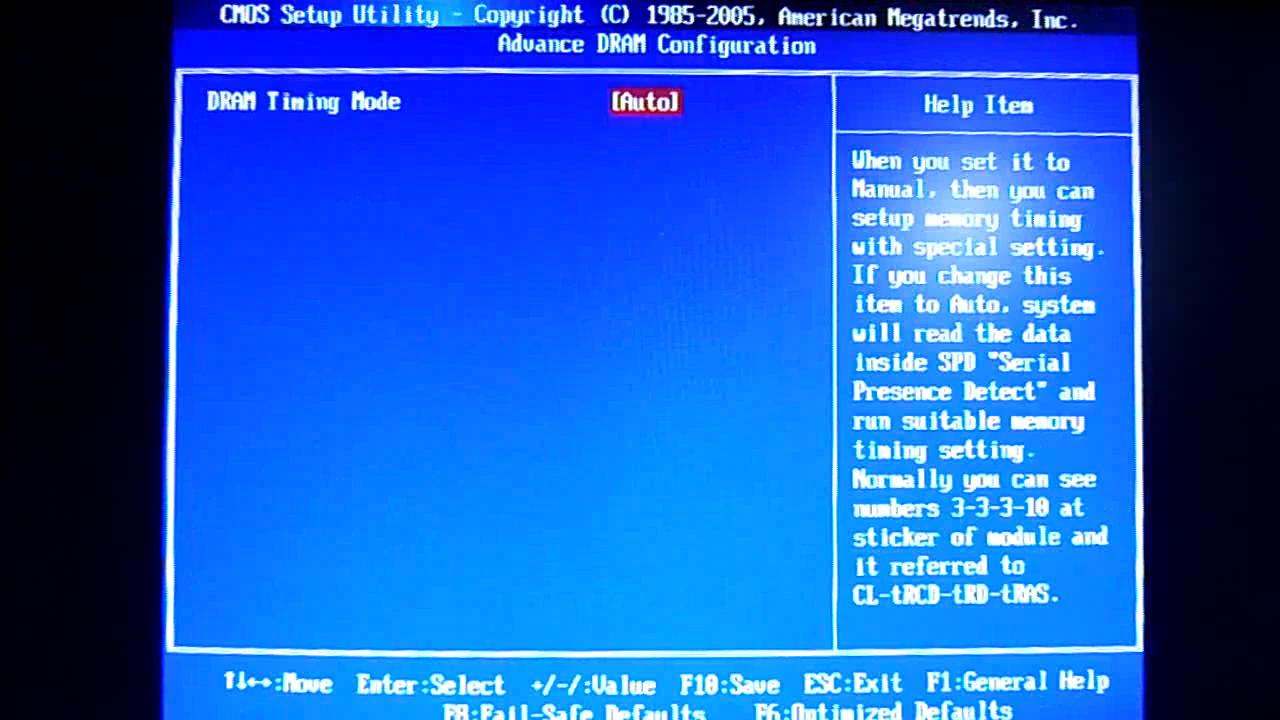 CMOS Setup Utility - Copyright (C) 1985-2005, American Megatrends, Inc.
Advance DRAM Configuration
DRAM Timing Mode [Auto]
Help Item
When you set it to
Manual, then you can
setup memory timing
with special setting.
If you change this
item to Auto, system
will read the data
inside SPD "Serial
Presence Detect" and
run suitable memory
timing setting.
Normally you can see
numbers 3-3-3-10 at
sticker of module and
it referred to
CL-tRCD-tRD-tRAS.
↑↓←→:Move Enter:Select +/-/:Value F10:Save ESC:Exit F1:General Help
F8:Fail-Safe Defaults F6:Optimized Defaults